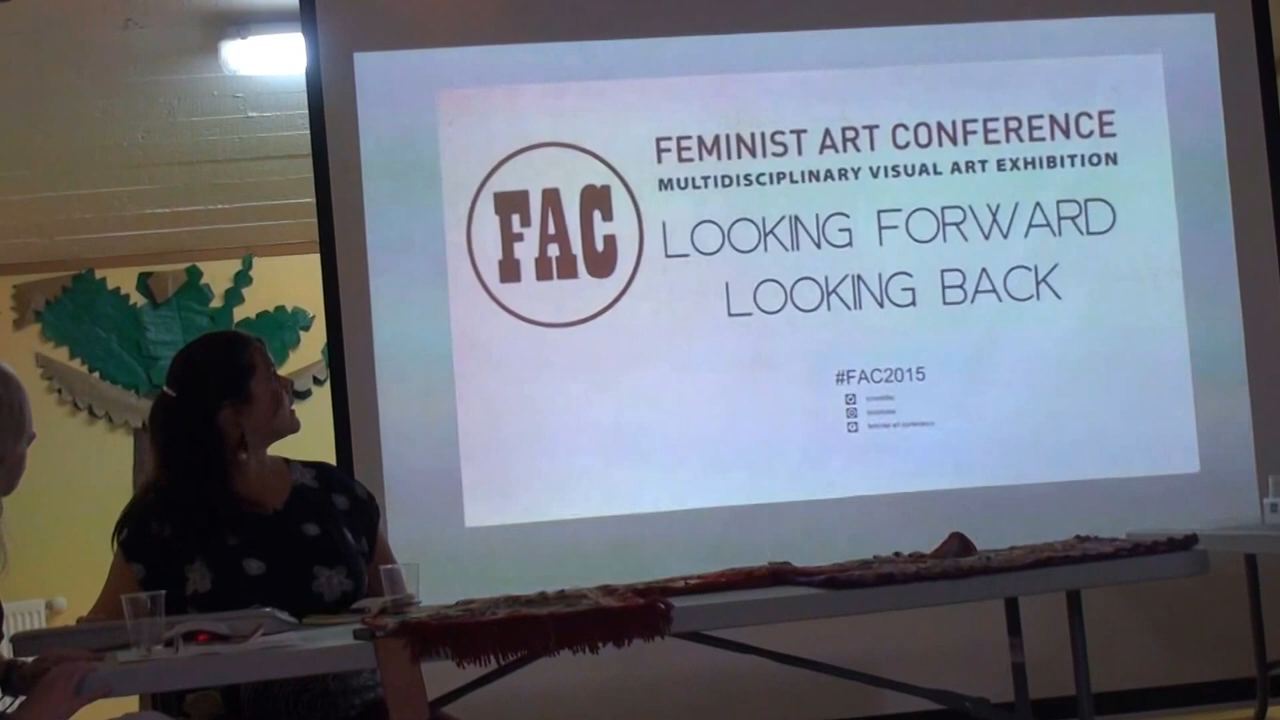 FAC
FEMINIST ART CONFERENCE
MULTIDISCIPLINARY VISUAL ART EXHIBITION
LOOKING FORWARD
LOOKING BACK
#FAC2015